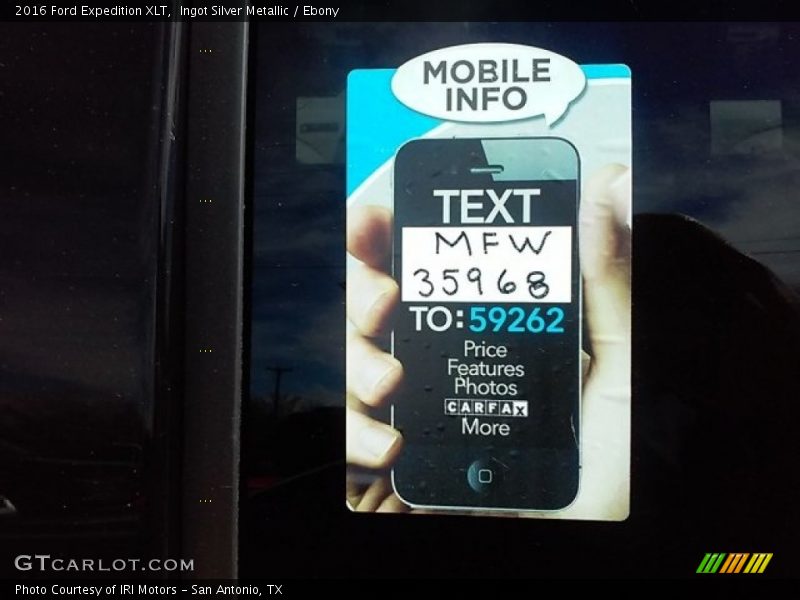 2016 Ford Expedition XLT, Ingot Silver Metallic / Ebony
MOBILE
INFO
TEXT
MFW
35968
TO: 59262
Price
Features
Photos
CARFAX
More
GTCARLOT.COM
Photo Courtesy of IRI Motors - San Antonio, TX